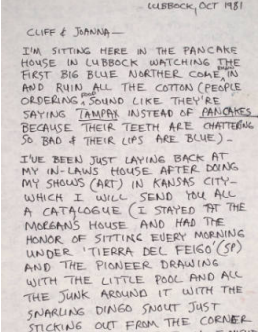 LUBBOCK, OCT 1981
CLIFF & JOANNA—
I'M SITTING HERE IN THE PANCAKE
HOUSE IN LUBBOCK WATCHING THE
FIRST BIG BLUE NORTHER COME IN
AND RUIN ALL THE COTTON (PEOPLE
ORDERING SOUND LIKE THEY'RE
SAYING TAMPAX INSTEAD OF PANCAKES
BECAUSE THEIR TEETH ARE CHATTERING
SO BAD & THEIR LIPS ARE BLUE)—
I'VE BEEN JUST LAYING BACK AT
MY IN-LAWS HOUSE AFTER DOING
MY SHOWS (ART) IN KANSAS CITY—
WHICH I WILL SEND YOU ALL
A CATALOGUE (I STAYED AT THE
MORGAN'S HOUSE AND HAD THE
HONOR OF SITTING EVERY MORNING
UNDER 'TIERRA DEL FEIGO' (SP)
AND THE PIONEER DRAWING
WITH THE LITTLE POOL AND ALL
THE JUNK AROUND IT WITH THE
SNARLING DINGO SNOUT JUST
STICKING OUT FROM THE CORNER